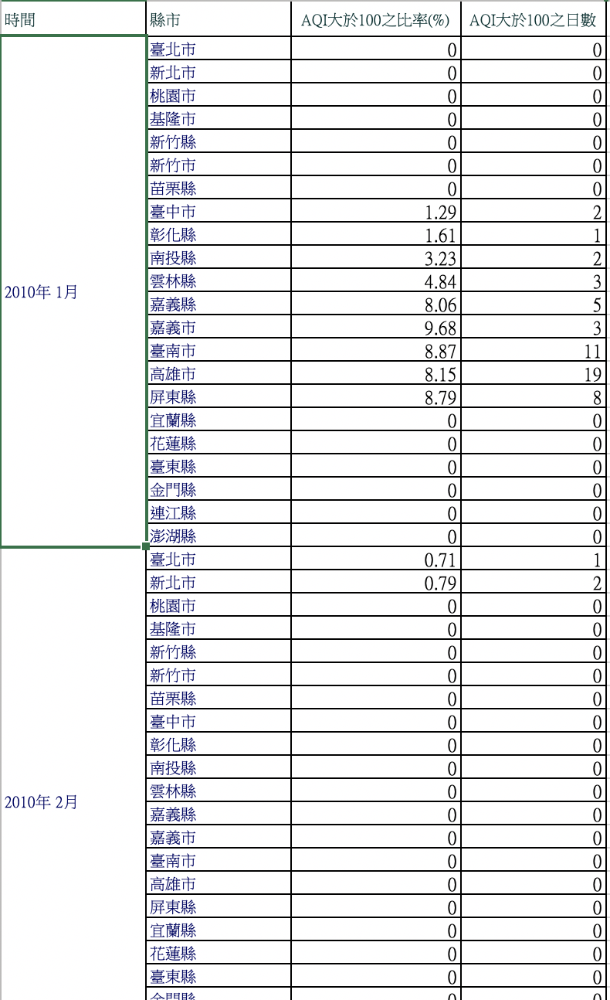 時間 縣市 AQI大於100之比率(%) AQI大於100之日數
臺北市 0 0
新北市 0 0
桃園市 0 0
基隆市 0 0
新竹縣 0 0
新竹市 0 0
苗栗縣 0 0
臺中市 1.29 2
彰化縣 1.61 1
南投縣 3.23 2
雲林縣 4.84 3
2010年 1月
嘉義縣 8.06 5
嘉義市 9.68 3
臺南市 8.87 11
高雄市 8.15 19
屏東縣 8.79 8
宜蘭縣 0 0
花蓮縣 0 0
臺東縣 0 0
金門縣 0 0
連江縣 0 0
澎湖縣 0 0
臺北市 0.71 1
新北市 0.79 2
桃園市 0 0
基隆市 0 0
新竹縣 0 0
新竹市 0 0
苗栗縣 0 0
臺中市 0 0
彰化縣 0 0
南投縣 0 0
雲林縣 0 0
2010年 2月
嘉義縣 0 0
嘉義市 0 0
臺南市 0 0
高雄市 0 0
屏東縣 0 0
宜蘭縣 0 0
花蓮縣 0 0
臺東縣 0 0
金門縣 0 0